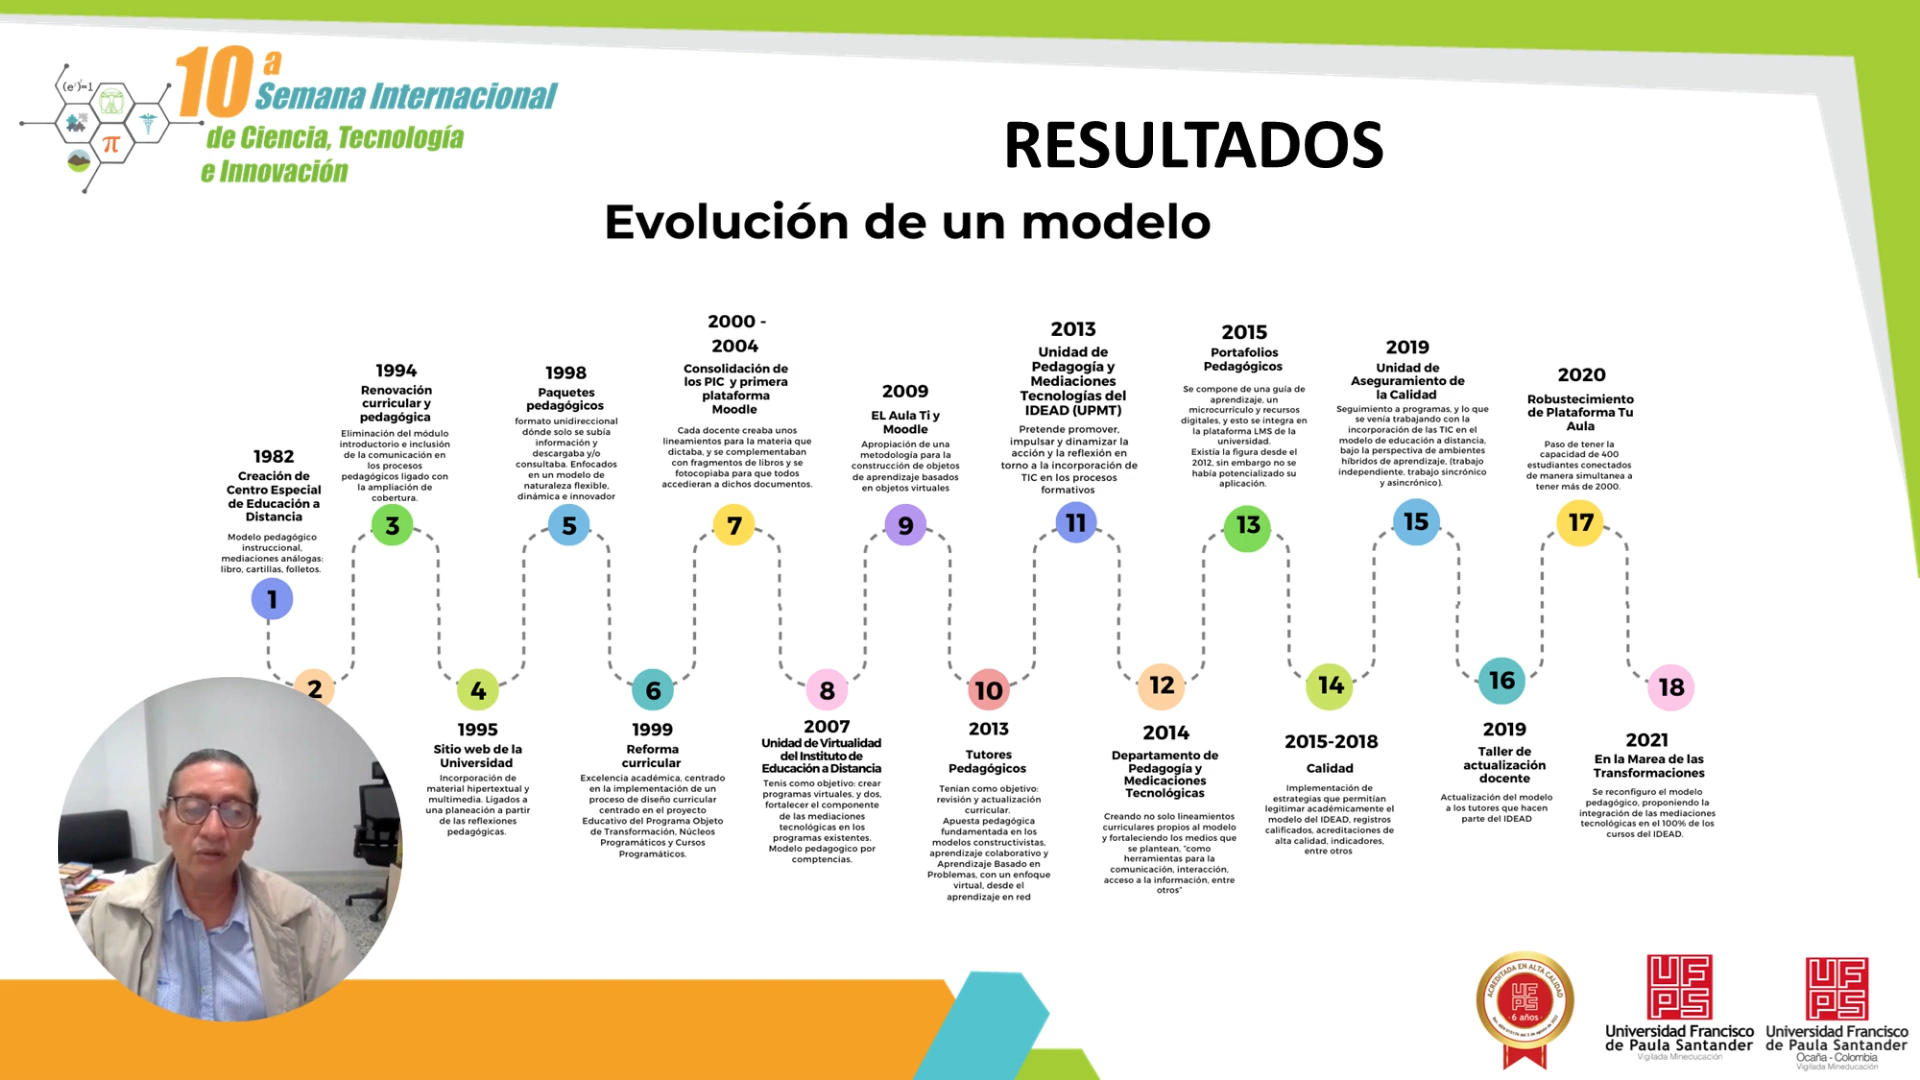 (e^i)^π=1
π
10ª
Semana Internacional
de Ciencia, Tecnología
e Innovación
RESULTADOS
Evolución de un modelo
1982
Creación de
Centro Especial
de Educación a
Distancia
Modelo pedagógico
instruccional,
mediaciones análogas:
libro, cartillas, folletos.
1
2
1994
Renovación
curricular y
pedagógica
Eliminación del módulo
introductorio e inclusión
de la comunicación en
los procesos
pedagógicos ligado con
la ampliación de
cobertura.
3
4
1995
Sitio web de la
Universidad
Incorporación de
material hipertextual y
multimedia. Ligados a
una planeación a partir
de las reflexiones
pedagógicas.
1998
Paquetes
pedagógicos
formato unidireccional
dónde solo se subía
información y
descargaba y/o
consultaba. Enfocados
en un modelo de
naturaleza flexible,
dinámica e innovador
5
6
1999
Reforma
curricular
Excelencia académica, centrado
en la implementación de un
proceso de diseño curricular
centrado en el proyecto
Educativo del Programa Objeto
de Transformación, Núcleos
Programáticos y Cursos
Programáticos.
2000 -
2004
Consolidación de
los PIC y primera
plataforma
Moodle
Cada docente creaba unos
lineamientos para la materia que
dictaba, y se complementaban
con fragmentos de libros y se
fotocopiaba para que todos
accedieran a dichos documentos.
7
8
2007
Unidad de Virtualidad
del Instituto de
Educación a Distancia
Tenis como objetivo: crear
programas virtuales, y dos,
fortalecer el componente
de las mediaciones
tecnológicas en los
programas existentes.
Modelo pedagogico por
comptencias.
2009
EL Aula Ti y
Moodle
Apropiación de una
metodología para la
construcción de objetos
de aprendizaje basados
en objetos virtuales
9
10
2013
Tutores
Pedagógicos
Tenían como objetivo:
revisión y actualización
curricular.
Apuesta pedagógica
fundamentada en los
modelos constructivistas,
aprendizaje colaborativo y
Aprendizaje Basado en
Problemas, con un enfoque
virtual, desde el
aprendizaje en red
2013
Unidad de
Pedagogía y
Mediaciones
Tecnologías del
IDEAD (UPMT)
Pretende promover,
impulsar y dinamizar la
acción y la reflexión en
torno a la incorporación de
TIC en los procesos
formativos
11
12
2014
Departamento de
Pedagogía y
Medicaciones
Tecnológicas
Creando no solo lineamientos
curriculares propios al modelo
y fortaleciendo los medios que
se plantean, "como
herramientas para la
comunicación, interacción,
acceso a la información, entre
otros"
2015
Portafolios
Pedagógicos
Se compone de una guía de
aprendizaje, un
microcurrículo y recursos
digitales, y esto se integra en
la plataforma LMS de la
universidad.
Existía la figura desde el
2012, sin embargo no se
había potencializado su
aplicación.
13
14
2015-2018
Calidad
Implementación de
estrategias que permitían
legitimar académicamente el
modelo del IDEAD, registros
calificados, acreditaciones de
alta calidad, indicadores,
entre otros
2019
Unidad de
Aseguramiento de
la Calidad
Seguimiento a programas, y lo que
se venía trabajando con la
incorporación de las TIC en el
modelo de educación a distancia,
bajo la perspectiva de ambientes
híbridos de aprendizaje, (trabajo
independiente, trabajo sincrónico
y asincrónico).
15
16
2019
Taller de
actualización
docente
Actualización del modelo
a los tutores que hacen
parte del IDEAD
2020
Robustecimiento
de Plataforma Tu
Aula
Paso de tener la
capacidad de 400
estudiantes conectados
de manera simultanea a
tener más de 2000.
17
18
2021
En la Marea de las
Transformaciones
Se reconfiguro el modelo
pedagógico, proponiendo la
integración de las mediaciones
tecnológicas en el 100% de los
cursos del IDEAD.
ACREDITADA EN ALTA CALIDAD
UFPS
6 años
UFPS
Universidad Francisco
de Paula Santander
Vigilada Mineducación
UFPS
Universidad Francisco
de Paula Santander
Ocaña - Colombia
Vigilada Mineducación